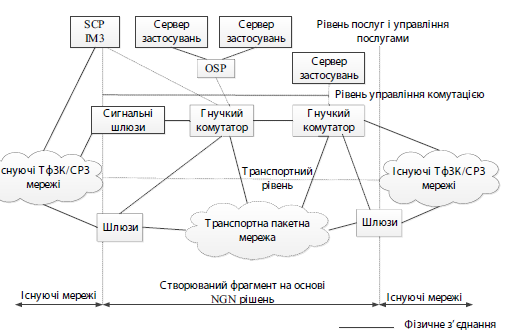 SCP
ІМ3
Сервер
застосувань
Сервер
застосувань
Рівень послуг і управління
послугами
OSP
Сервер
застосувань
Рівень управління комутацією
Сигнальні
шлюзи
Гнучкий
комутатор
Гнучкий
комутатор
снуючі ТфЗК/СРЗ
мережі
Транспортний
рівень
Існуючі ТфЗК/СРЗ
мережі
Шлюзи
Транспортна пакетна
мережа
Шлюзи
Існуючі мережі
Створюваний фрагмент на основі
NGN рішень
Існуючі мережі
Фізичне з’єднання